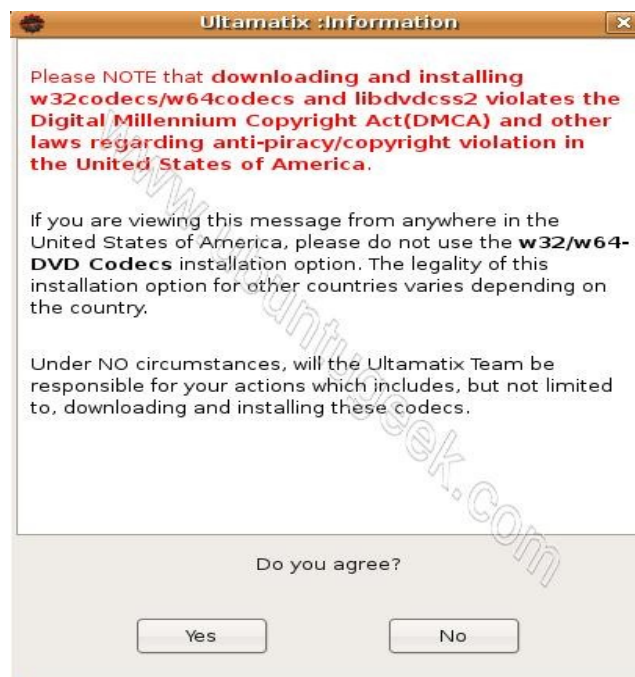 Ultamatix :Information
Please NOTE that downloading and installing
w32codecs/w64codecs and libdvdcss2 violates the
Digital Millennium Copyright Act(DMCA) and other
laws regarding anti-piracy/copyright violation in
the United States of America.
If you are viewing this message from anywhere in the
United States of America, please do not use the w32/w64-
DVD Codecs installation option. The legality of this
installation option for other countries varies depending on
the country.
Under NO circumstances, will the Ultamatix Team be
responsible for your actions which includes, but not limited
to, downloading and installing these codecs.
www.ubuntugeek.com
Do you agree?
Yes
No